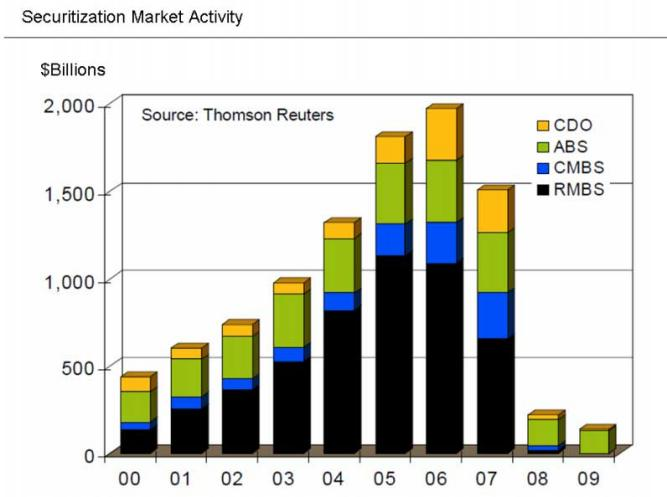 Securitization Market Activity
$Billions
2,000
Source: Thomson Reuters
CDO
ABS
CMBS
RMBS
1,500
1,000
500
0
00 01 02 03 04 05 06 07 08 09